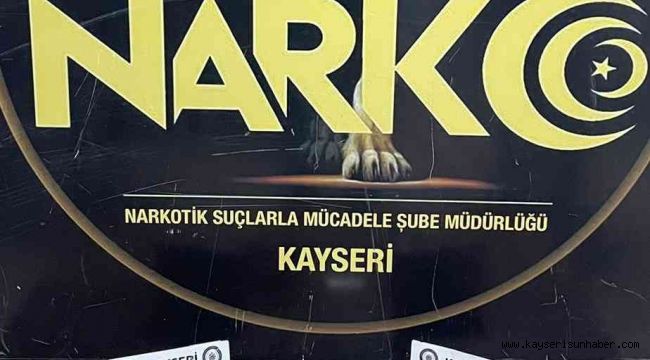 NARKO
NARKOTİK SUÇLARLA MÜCADELE ŞUBE MÜDÜRLÜĞÜ
KAYSERİ
www.kayserisunhaber.com